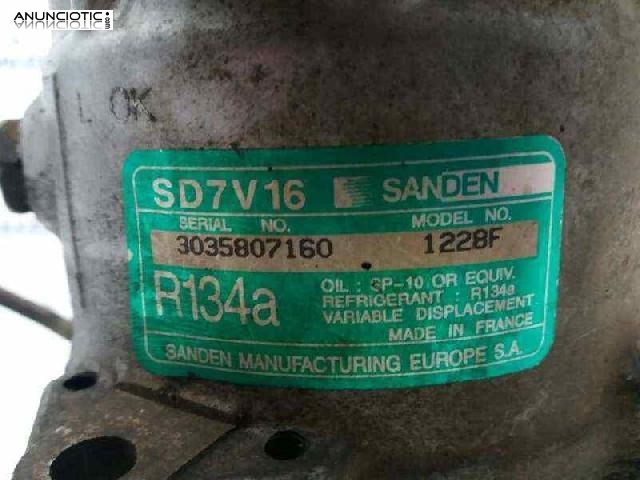 ANUNCIOTIC
L OK
SD7V16 SANDEN
SERIAL NO. MODEL NO.
3035807160 1228F
R134a
OIL : SP-10 OR EQUIV.
REFRIGERANT : R134a
VARIABLE DISPLACEMENT
MADE IN FRANCE
SANDEN MANUFACTURING EUROPE S.A.